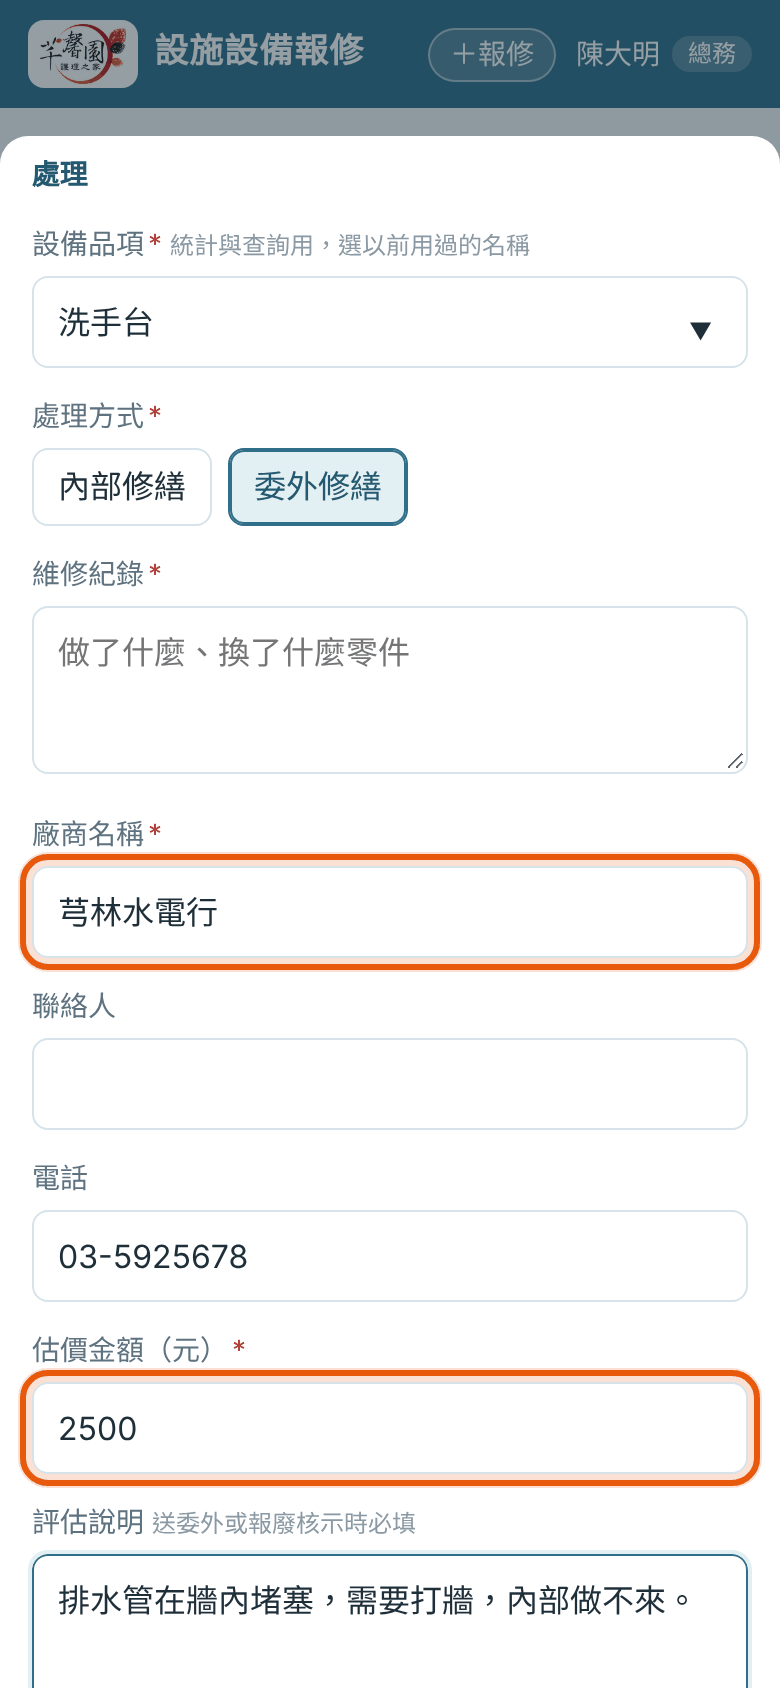 芊馨園
護理之家
設施設備報修
＋報修
陳大明
總務
處理
設備品項* 統計與查詢用，選以前用過的名稱
洗手台
處理方式*
內部修繕
委外修繕
維修紀錄*
做了什麼、換了什麼零件
廠商名稱*
芎林水電行
聯絡人
電話
03-5925678
估價金額（元）*
2500
評估說明 送委外或報廢核示時必填
排水管在牆內堵塞，需要打牆，內部做不來。